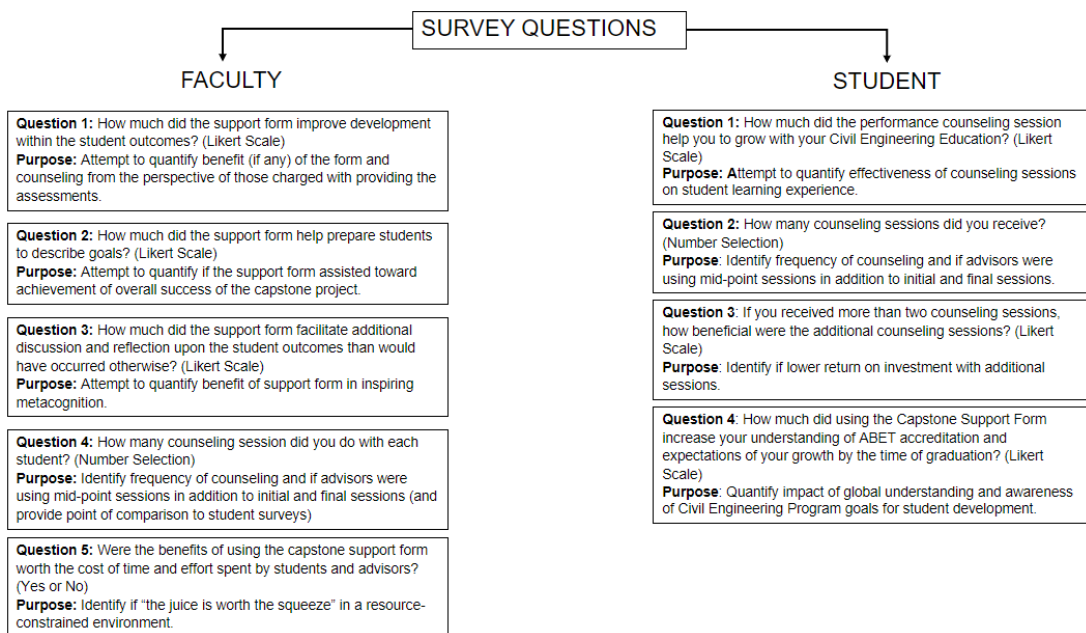 SURVEY QUESTIONS
FACULTY
Question 1: How much did the support form improve development
within the student outcomes? (Likert Scale)
Purpose: Attempt to quantify benefit (if any) of the form and
counseling from the perspective of those charged with providing the
assessments.
Question 2: How much did the support form help prepare students
to describe goals? (Likert Scale)
Purpose: Attempt to quantify if the support form assisted toward
achievement of overall success of the capstone project.
Question 3: How much did the support form facilitate additional
discussion and reflection upon the student outcomes than would
have occurred otherwise? (Likert Scale)
Purpose: Attempt to quantify benefit of support form in inspiring
metacognition.
Question 4: How many counseling session did you do with each
student? (Number Selection)
Purpose: Identify frequency of counseling and if advisors were
using mid-point sessions in addition to initial and final sessions (and
provide point of comparison to student surveys)
Question 5: Were the benefits of using the capstone support form
worth the cost of time and effort spent by students and advisors?
(Yes or No)
Purpose: Identify if “the juice is worth the squeeze” in a resource-
constrained environment.
STUDENT
Question 1: How much did the performance counseling session
help you to grow with your Civil Engineering Education? (Likert
Scale)
Purpose: Attempt to quantify effectiveness of counseling sessions
on student learning experience.
Question 2: How many counseling sessions did you receive?
(Number Selection)
Purpose: Identify frequency of counseling and if advisors were
using mid-point sessions in addition to initial and final sessions.
Question 3: If you received more than two counseling sessions,
how beneficial were the additional counseling sessions? (Likert
Scale)
Purpose: Identify if lower return on investment with additional
sessions.
Question 4: How much did using the Capstone Support Form
increase your understanding of ABET accreditation and
expectations of your growth by the time of graduation? (Likert
Scale)
Purpose: Quantify impact of global understanding and awareness
of Civil Engineering Program goals for student development.